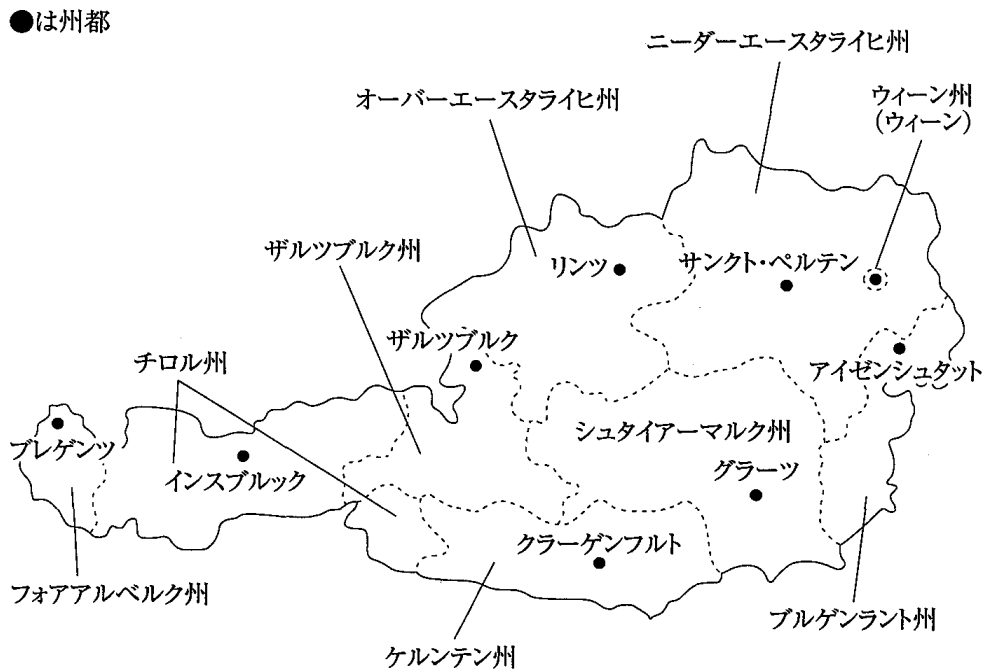 ●は州都
ニーダーエースタライヒ州
オーバーエースタライヒ州
ウィーン州
(ウィーン)
ザルツブルク州
リンツ
サンクト・ペルテン
ザルツブルク
チロル州
アイゼンシュタット
ブレゲンツ
インスブルック
シュタイアーマルク州
グラーツ
クラーゲンフルト
フォアアルベルク州
ブルゲンラント州
ケルンテン州